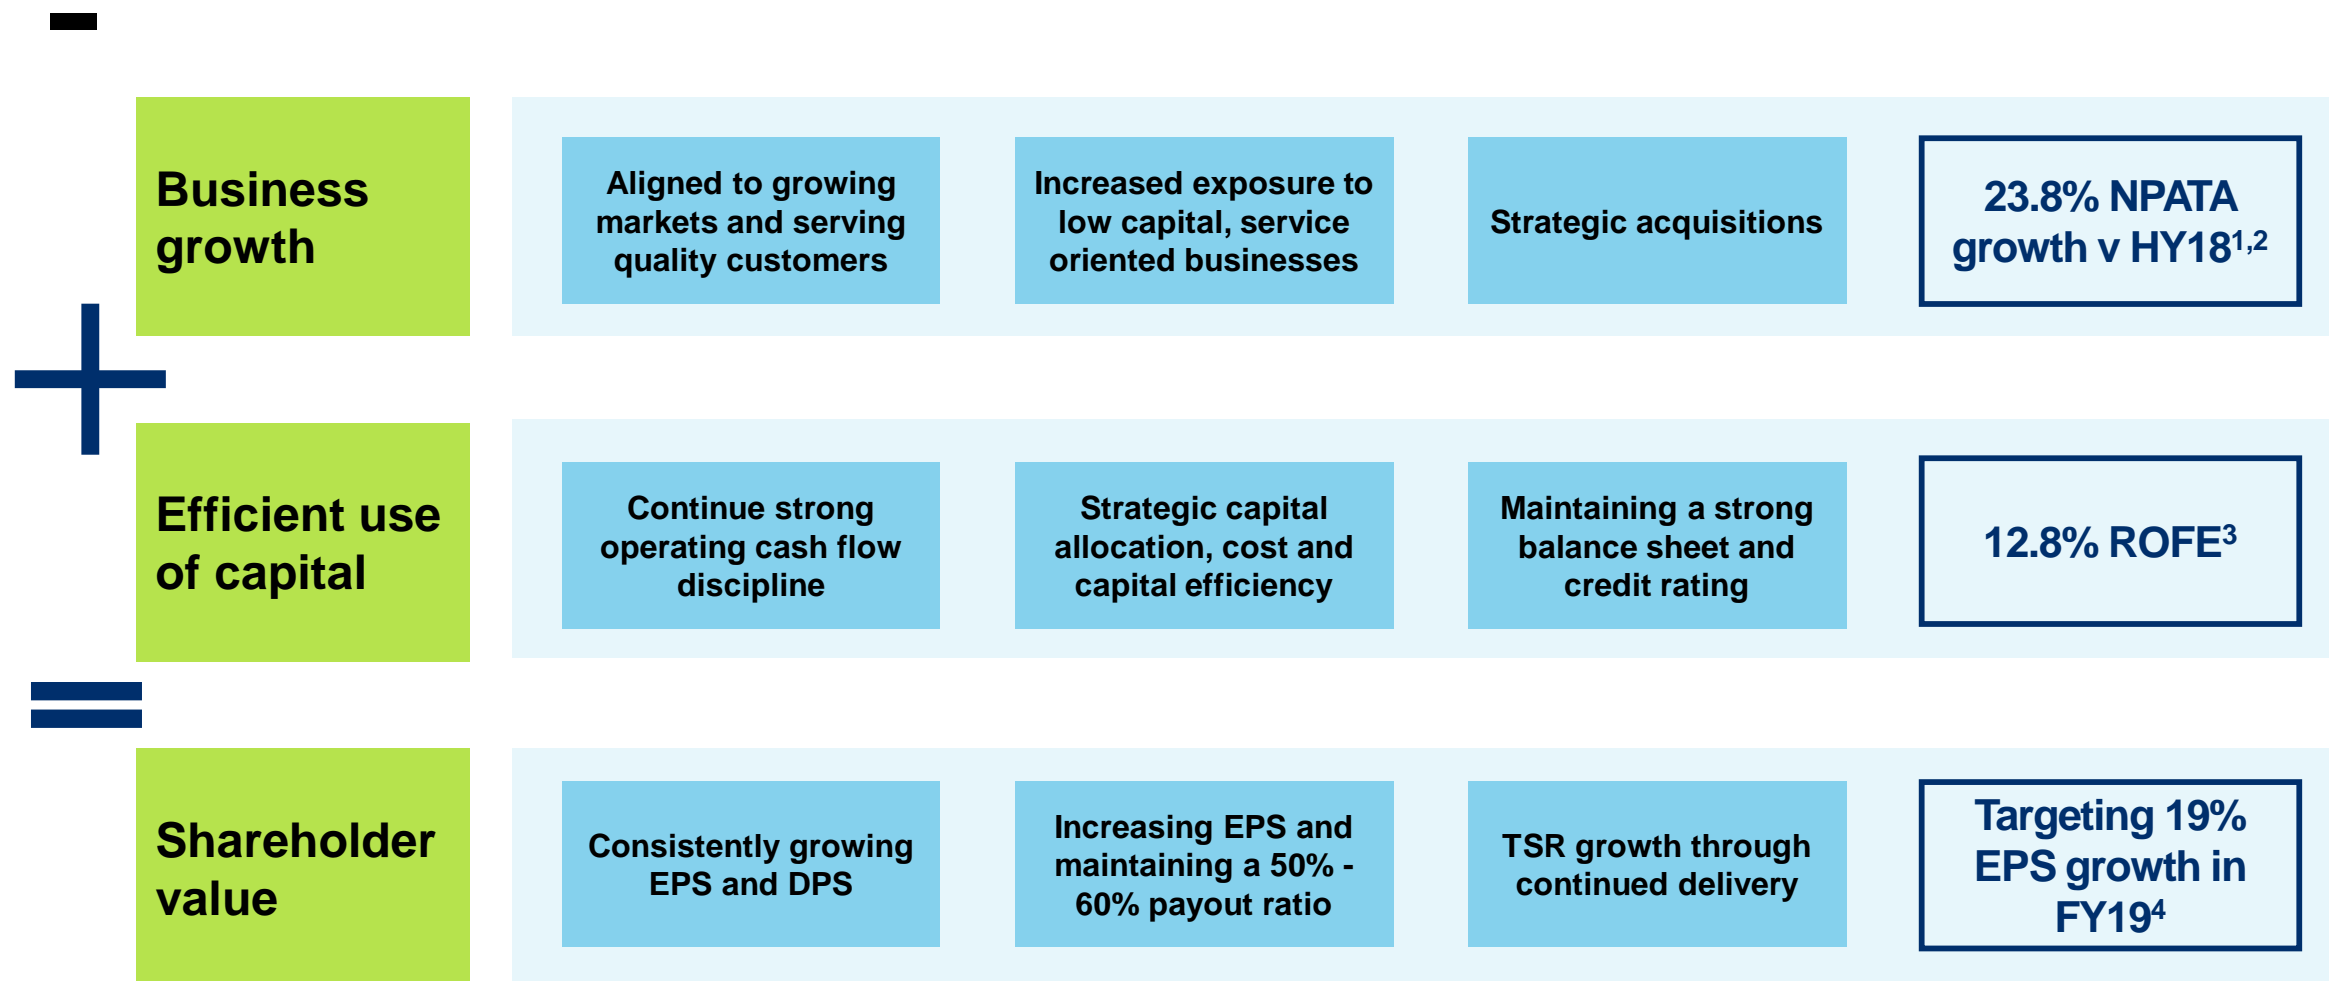 Business
growth
Aligned to growing
markets and serving
quality customers
Increased exposure to
low capital, service
oriented businesses
Strategic acquisitions
23.8% NPATA
growth v HY18¹,²
Efficient use
of capital
Continue strong
operating cash flow
discipline
Strategic capital
allocation, cost and
capital efficiency
Maintaining a strong
balance sheet and
credit rating
12.8% ROFE³
Shareholder
value
Consistently growing
EPS and DPS
Increasing EPS and
maintaining a 50% -
60% payout ratio
TSR growth through
continued delivery
Targeting 19%
EPS growth in
FY19⁴